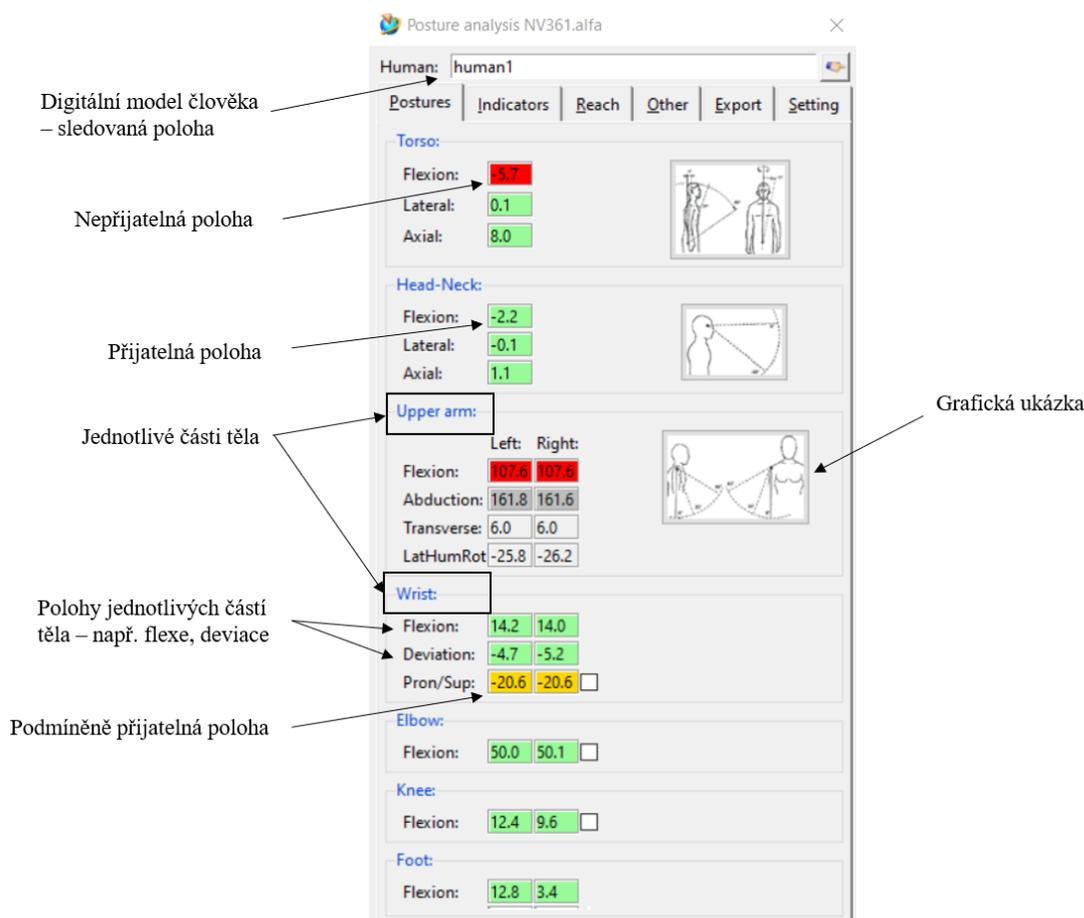 Posture analysis NV361.alfa
Human: human1
Postures Indicators Reach Other Export Setting
Digitální model člověka
– sledovaná poloha
Torso:
Flexion: -5.7
Lateral: 0.1
Axial: 8.0
Nepřijatelná poloha
Head-Neck:
Flexion: -2.2
Lateral: -0.1
Axial: 1.1
Přijatelná poloha
Upper arm:
Left: Right:
Flexion: 107.6 107.6
Abduction: 161.8 161.6
Transverse: 6.0 6.0
LatHumRot -25.8 -26.2
Grafická ukázka
Jednotlivé části těla
Wrist:
Flexion: 14.2 14.0
Deviation: -4.7 -5.2
Pron/Sup: -20.6 -20.6
Polohy jednotlivých částí
těla – např. flexe, deviace
Podmíněně přijatelná poloha
Elbow:
Flexion: 50.0 50.1
Knee:
Flexion: 12.4 9.6
Foot:
Flexion: 12.8 3.4